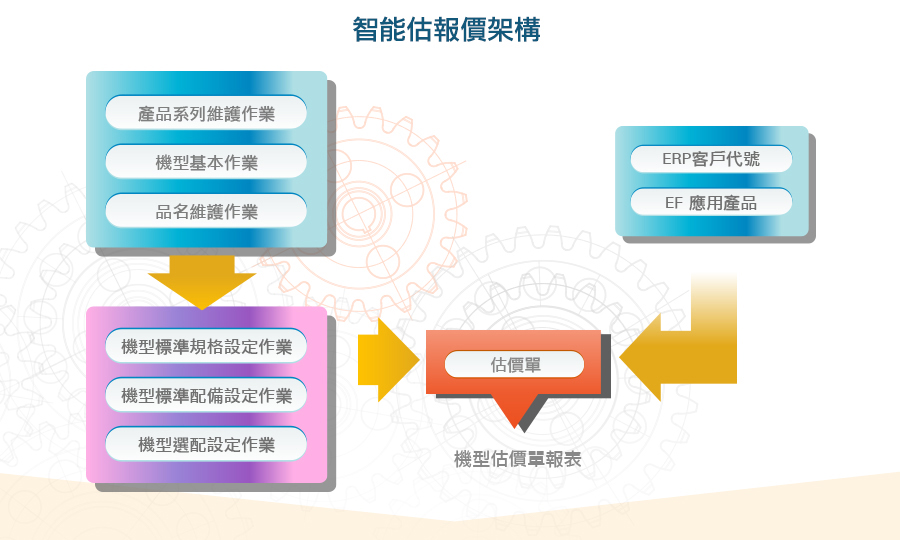 智能估報價架構
產品系列維護作業
機型基本作業
品名維護作業
ERP客戶代號
EF 應用產品
機型標準規格設定作業
機型標準配備設定作業
機型選配設定作業
估價單
機型估價單報表